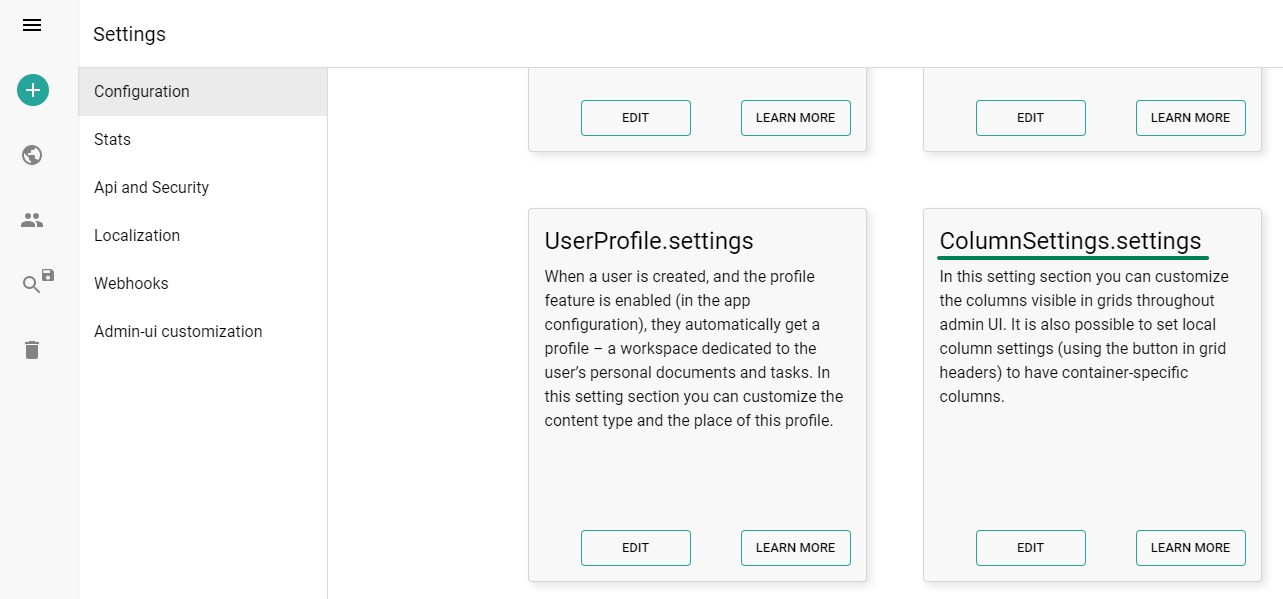 Settings
Configuration
Stats
Api and Security
Localization
Webhooks
Admin-ui customization
EDIT
LEARN MORE
EDIT
LEARN MORE
UserProfile.settings
When a user is created, and the profile
feature is enabled (in the app
configuration), they automatically get a
profile – a workspace dedicated to the
user’s personal documents and tasks. In
this setting section you can customize the
content type and the place of this profile.
EDIT
LEARN MORE
ColumnSettings.settings
In this setting section you can customize
the columns visible in grids throughout
admin UI. It is also possible to set local
column settings (using the button in grid
headers) to have container-specific
columns.
EDIT
LEARN MORE